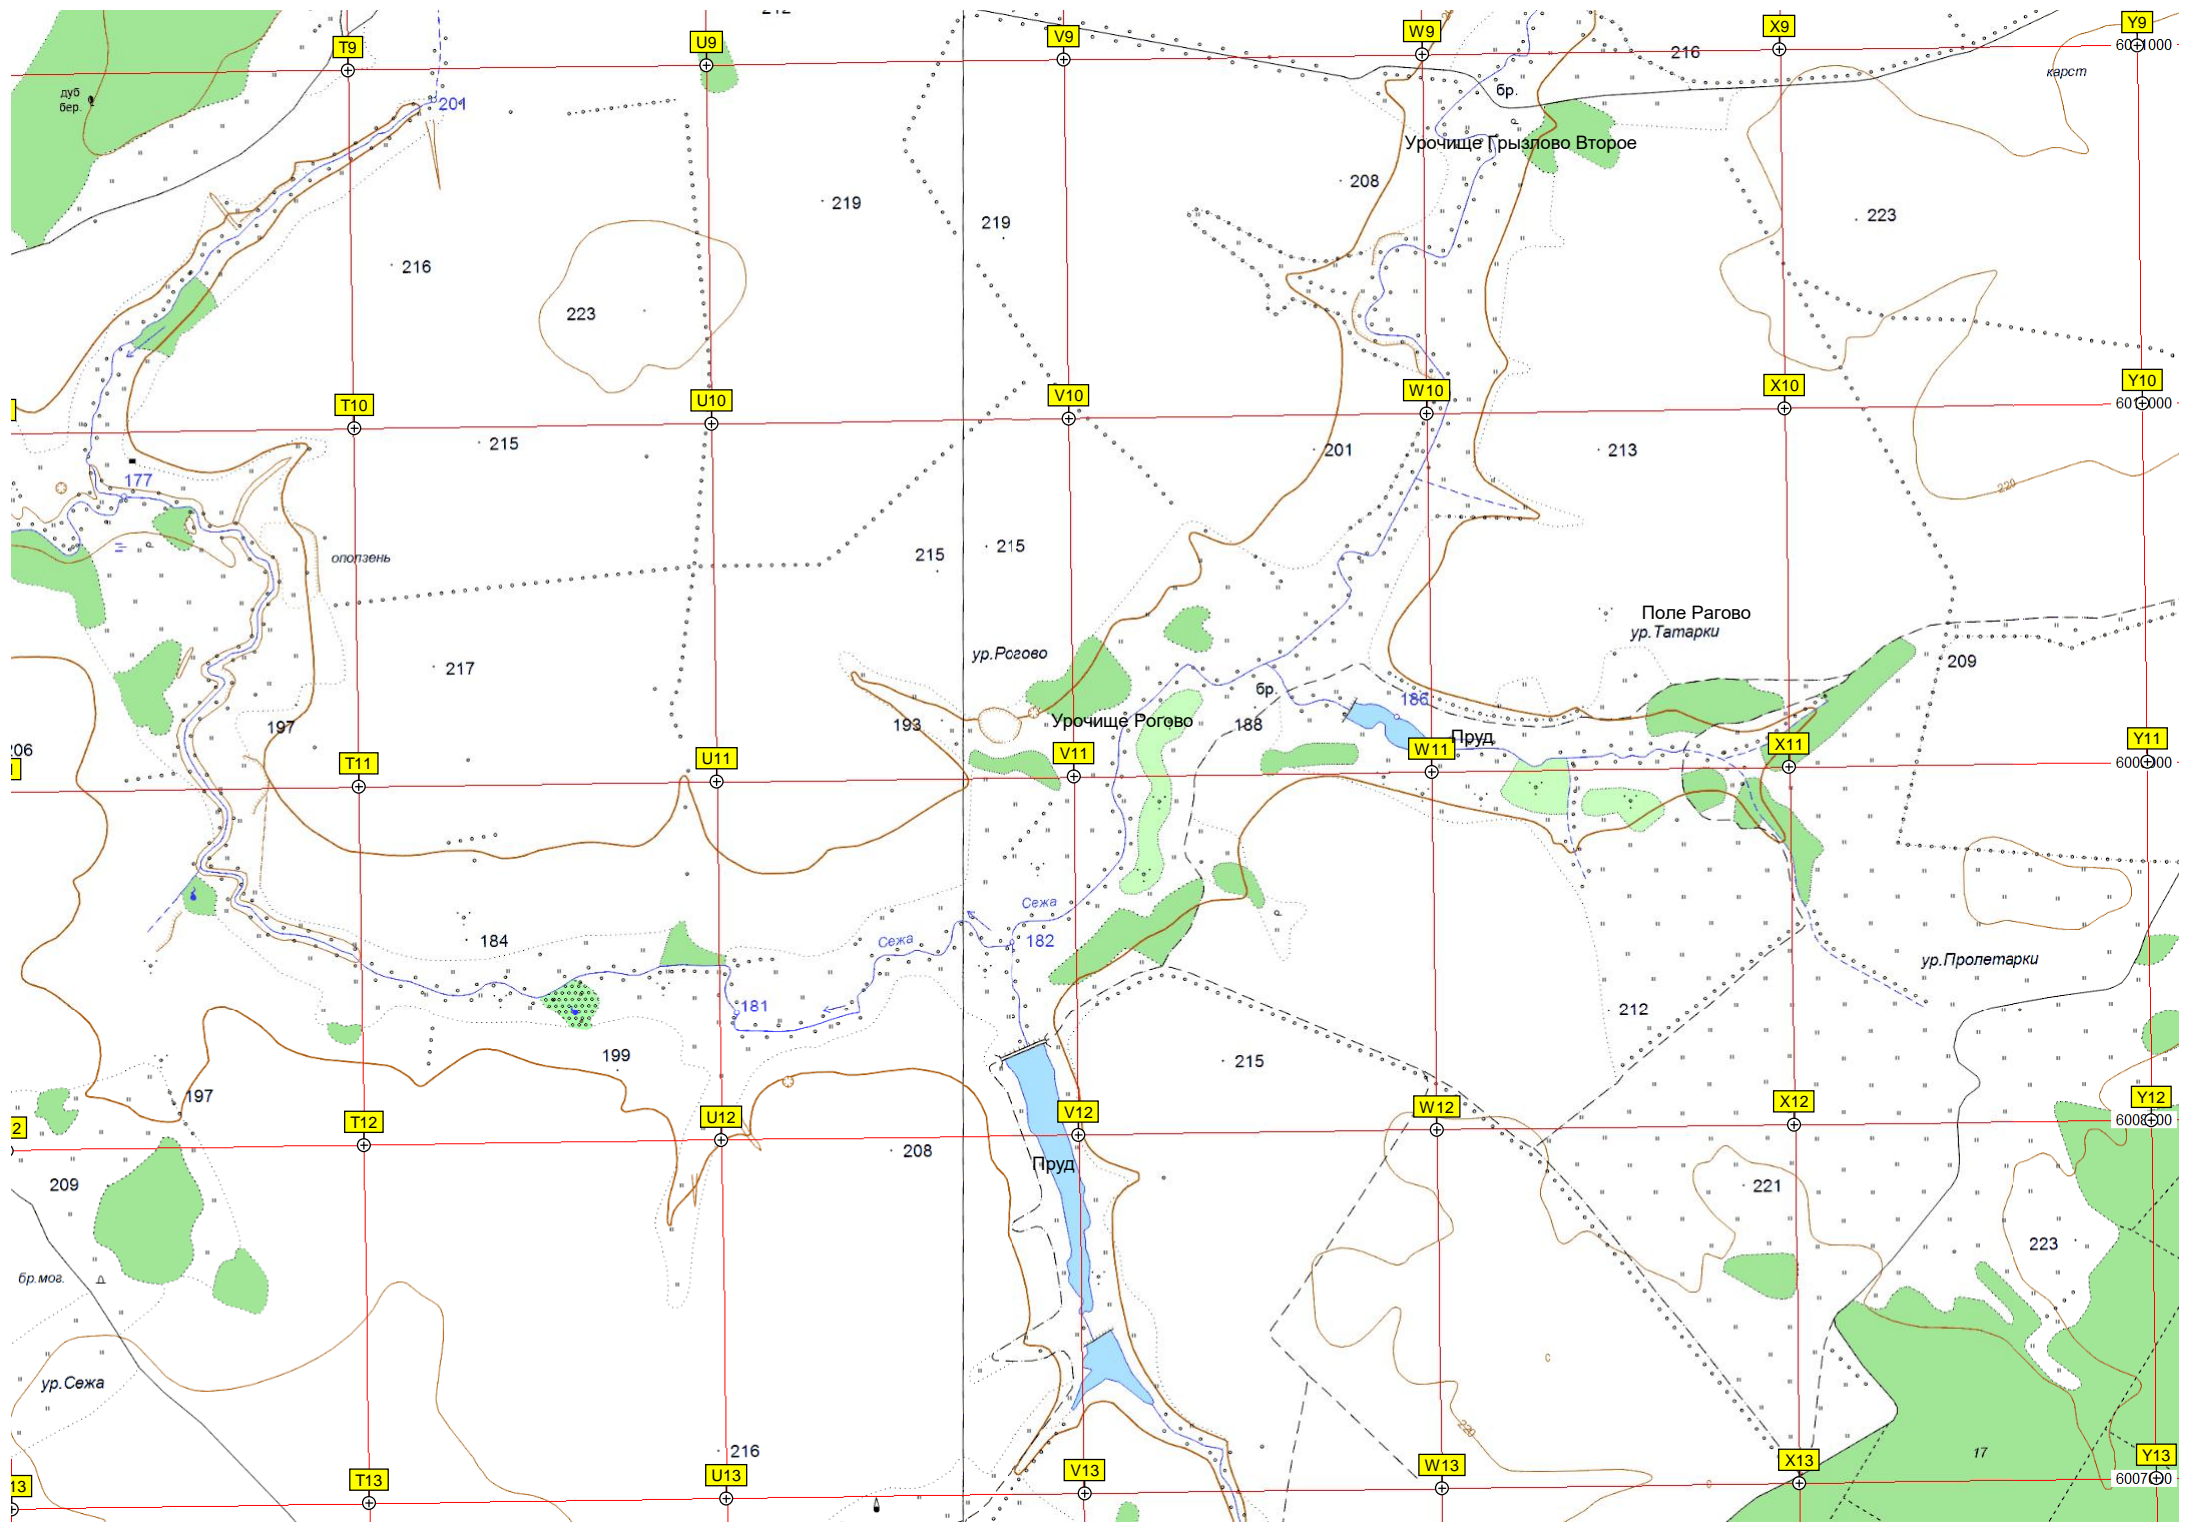 212
T9
U9
V9
W9
X9
Y9
216
карст
дуб
бер.
201
бр.
Урочище Грызлово Второе
208
219
219
223
216
223
T10
U10
V10
W10
X10
Y10
215
201
213
177
220
оползень
215
215
Поле Рагово
ур.Татарки
ур.Рогово
209
217
бр.
186
197
193
Урочище Рогово
188
Пруд
T11
U11
V11
W11
X11
Y11
Сежа
184
Сежа
182
ур.Пролетарки
181
212
199
215
197
T12
U12
V12
W12
X12
Y12
208
Пруд
209
221
223
бр.мог.
ур.Сежа
220
216
17
T13
U13
V13
W13
X13
Y13
13